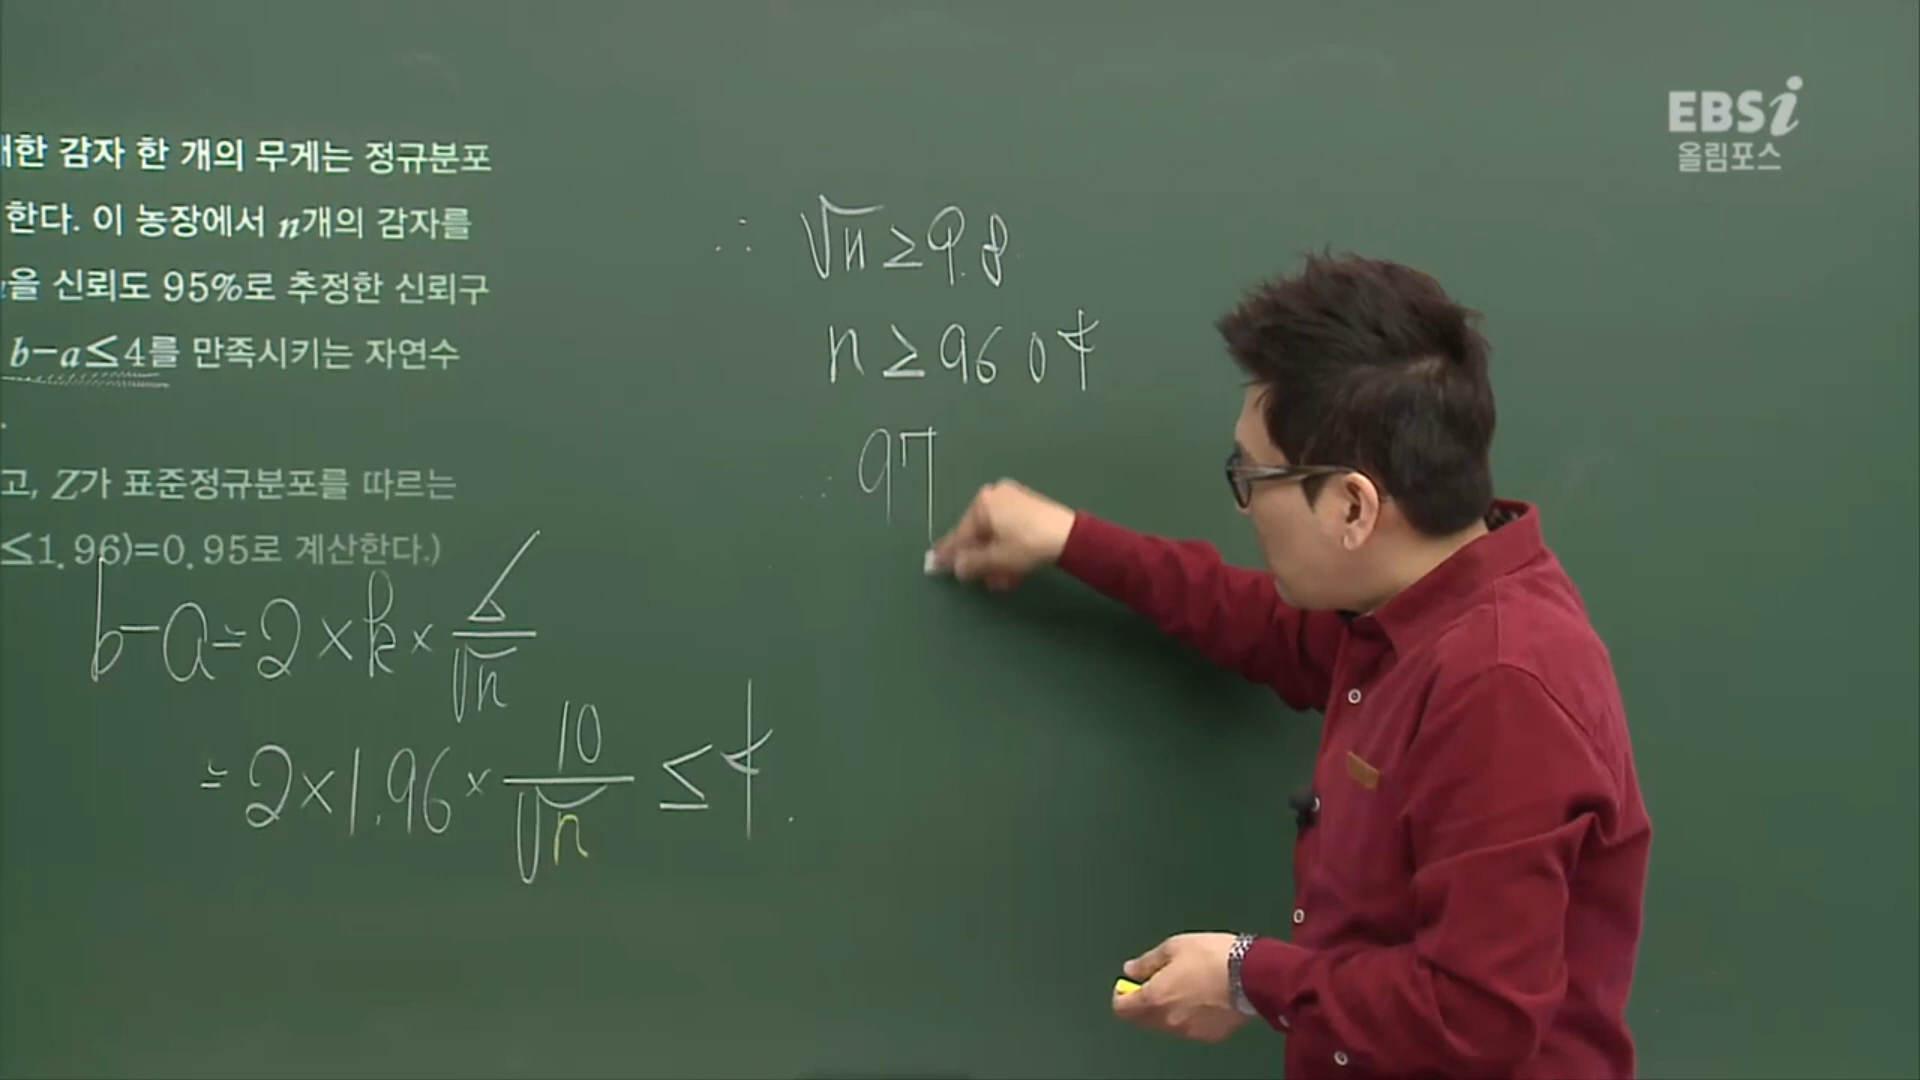 EBSi
올림포스
한 감자 한 개의 무게는 정규분포
한다. 이 농장에서 n개의 감자를
을 신뢰도 95%로 추정한 신뢰구
b-a≤4를 만족시키는 자연수
고, Z가 표준정규분포를 따르는
≤1.96)=0.95로 계산한다.)
b-a=2×k×σ/√n
=2×1.96×10/√n≤4.
∴ √n≥9.8
n≥96.04
∴ 97